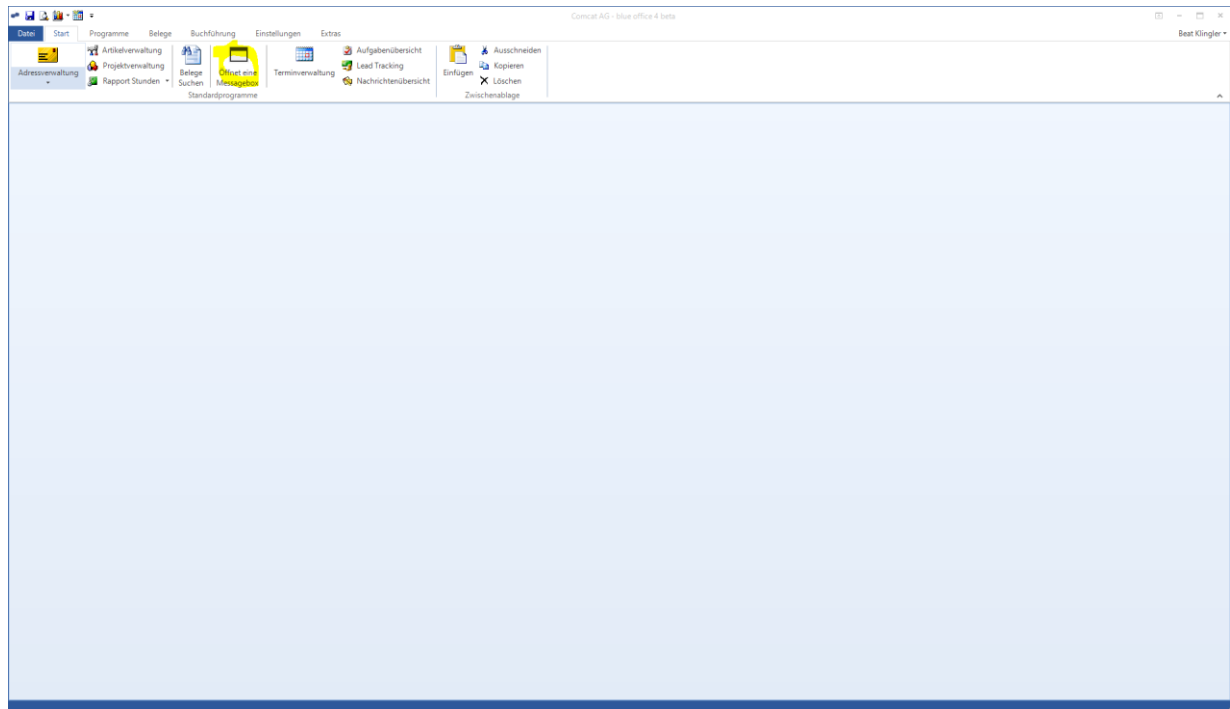 Comcat AG - blue office 4 beta
Datei Start Programme Belege Buchführung Einstellungen Extras Beat Klingler
Adressverwaltung
Artikelverwaltung
Projektverwaltung
Rapport Stunden
Belege
Suchen
Öffnet eine
Messagebox
Terminverwaltung
Aufgabenübersicht
Lead Tracking
Nachrichtenübersicht
Standardprogramme
Einfügen
Ausschneiden
Kopieren
Löschen
Zwischenablage